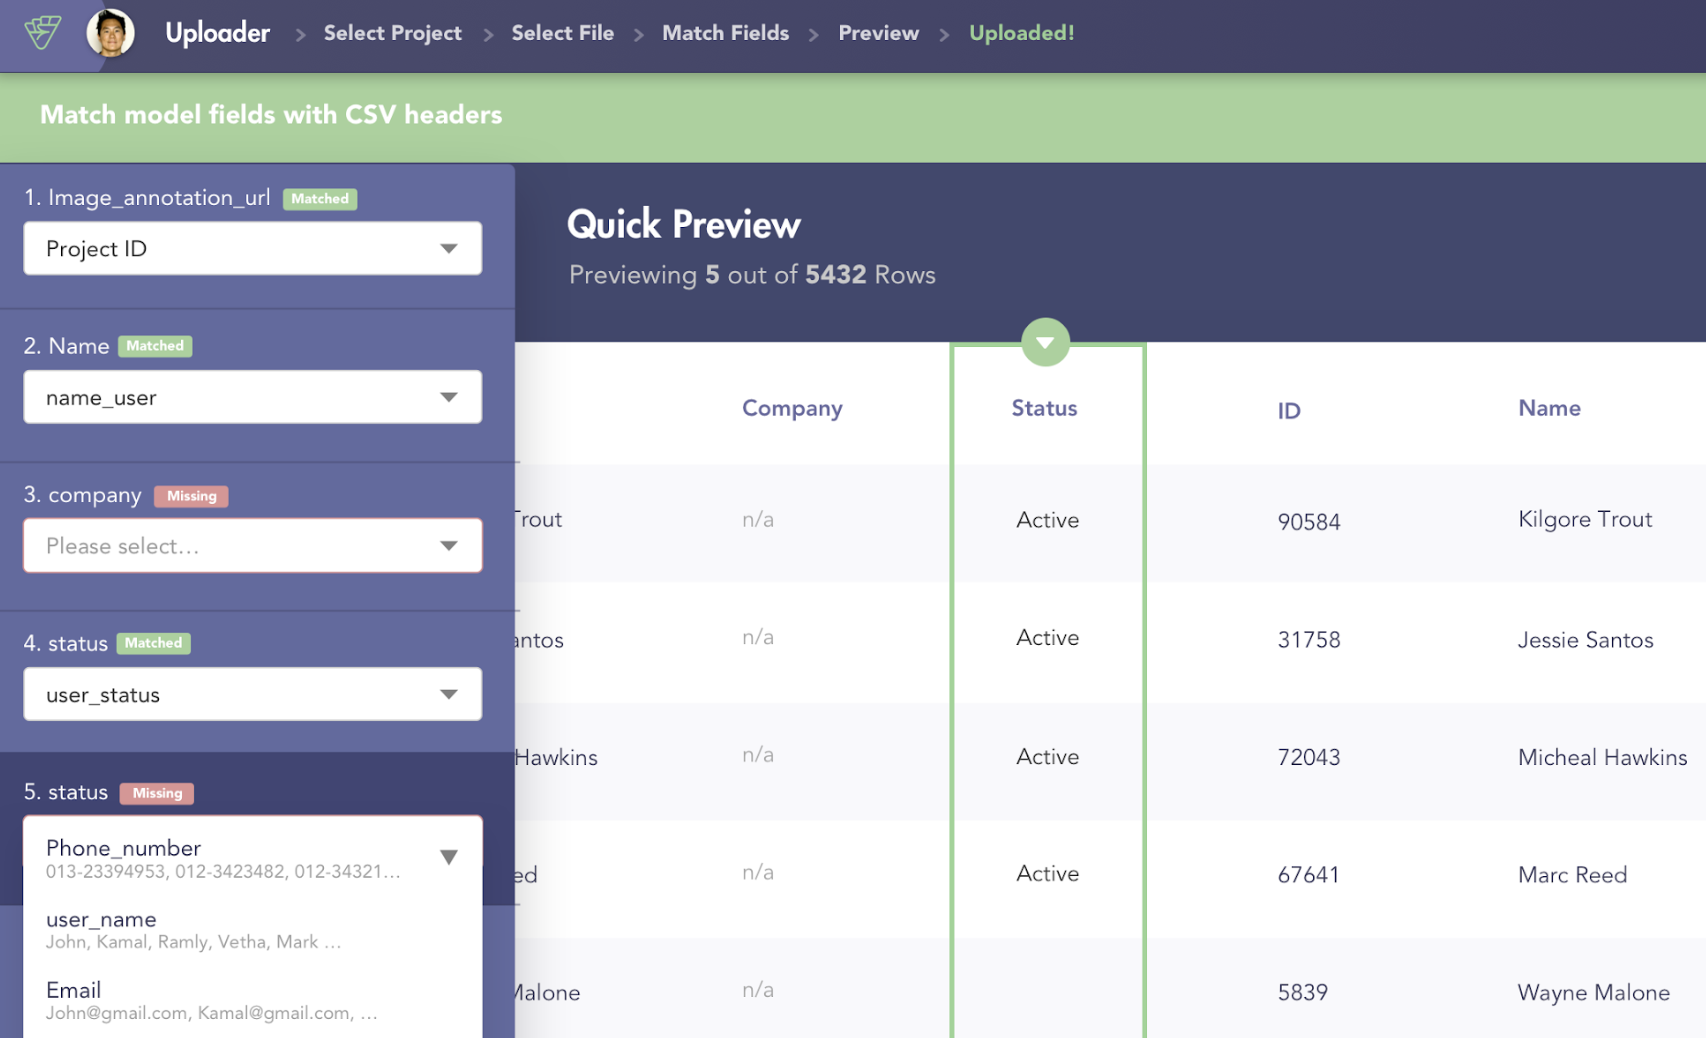 Uploader > Select Project > Select File > Match Fields > Preview > Uploaded!
Match model fields with CSV headers
1. Image_annotation_url Matched
Project ID
2. Name Matched
name_user
3. company Missing
Please select...
4. status Matched
user_status
5. status Missing
Phone_number
013-23394953, 012-3423482, 012-34321...
user_name
John, Kamal, Ramly, Vetha, Mark ...
Email
John@gmail.com, Kamal@gmail.com, ...
Quick Preview
Previewing 5 out of 5432 Rows
Company Status ID Name
Trout n/a Active 90584 Kilgore Trout
antos n/a Active 31758 Jessie Santos
Hawkins n/a Active 72043 Micheal Hawkins
ed n/a Active 67641 Marc Reed
Malone n/a 5839 Wayne Malone